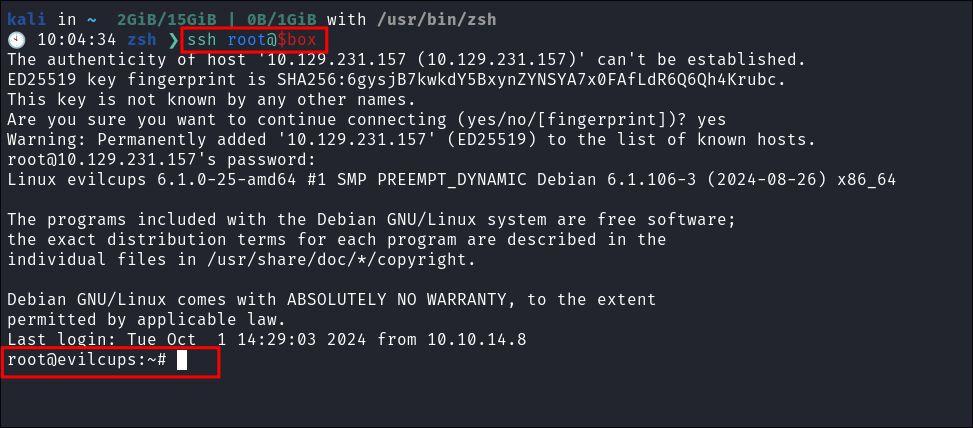 kali in ~  2GiB/15GiB | 0B/1GiB with /usr/bin/zsh
🕙 10:04:34 zsh ❯ ssh root@$box
The authenticity of host '10.129.231.157 (10.129.231.157)' can't be established.
ED25519 key fingerprint is SHA256:6gysjB7kwkdY5BxynZYNSYA7x0FAfLdR6Q6Qh4Krubc.
This key is not known by any other names.
Are you sure you want to continue connecting (yes/no/[fingerprint])? yes
Warning: Permanently added '10.129.231.157' (ED25519) to the list of known hosts.
root@10.129.231.157's password:
Linux evilcups 6.1.0-25-amd64 #1 SMP PREEMPT_DYNAMIC Debian 6.1.106-3 (2024-08-26) x86_64

The programs included with the Debian GNU/Linux system are free software;
the exact distribution terms for each program are described in the
individual files in /usr/share/doc/*/copyright.

Debian GNU/Linux comes with ABSOLUTELY NO WARRANTY, to the extent
permitted by applicable law.
Last login: Tue Oct  1 14:29:03 2024 from 10.10.14.8
root@evilcups:~#